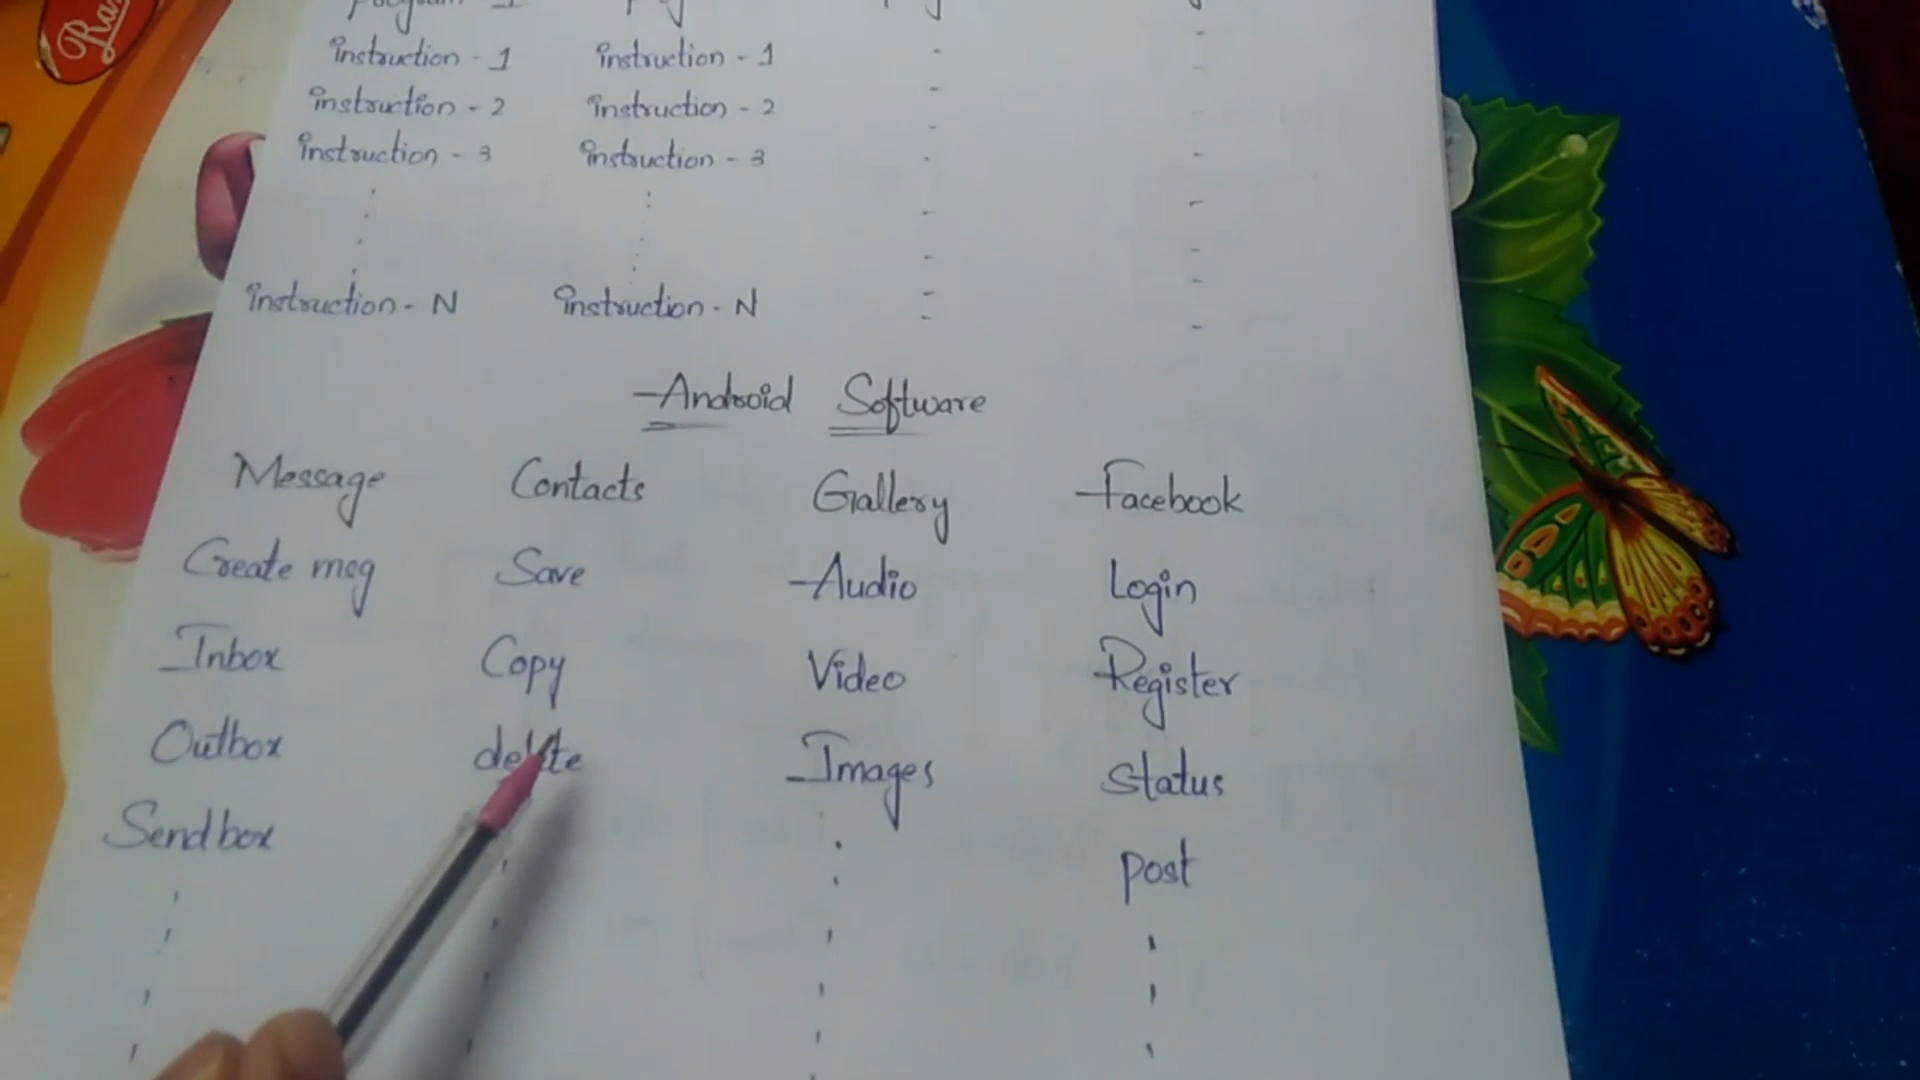 instruction - 1 instruction - 1
instruction - 2 instruction - 2
instruction - 3 instruction - 3
instruction - N instruction - N
Android Software
Message Contacts Gallery Facebook
Create msg Save Audio Login
Inbox Copy Video Register
Outbox delete Images Status
Sendbox post